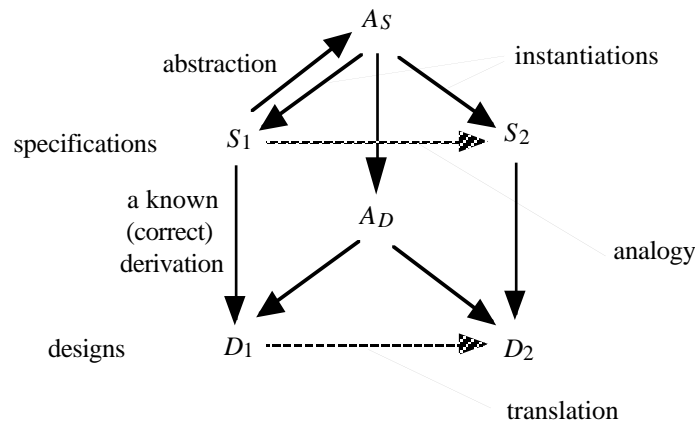 A_S
abstraction
instantiations
specifications
S_1
S_2
a known
(correct)
derivation
A_D
analogy
designs
D_1
D_2
translation